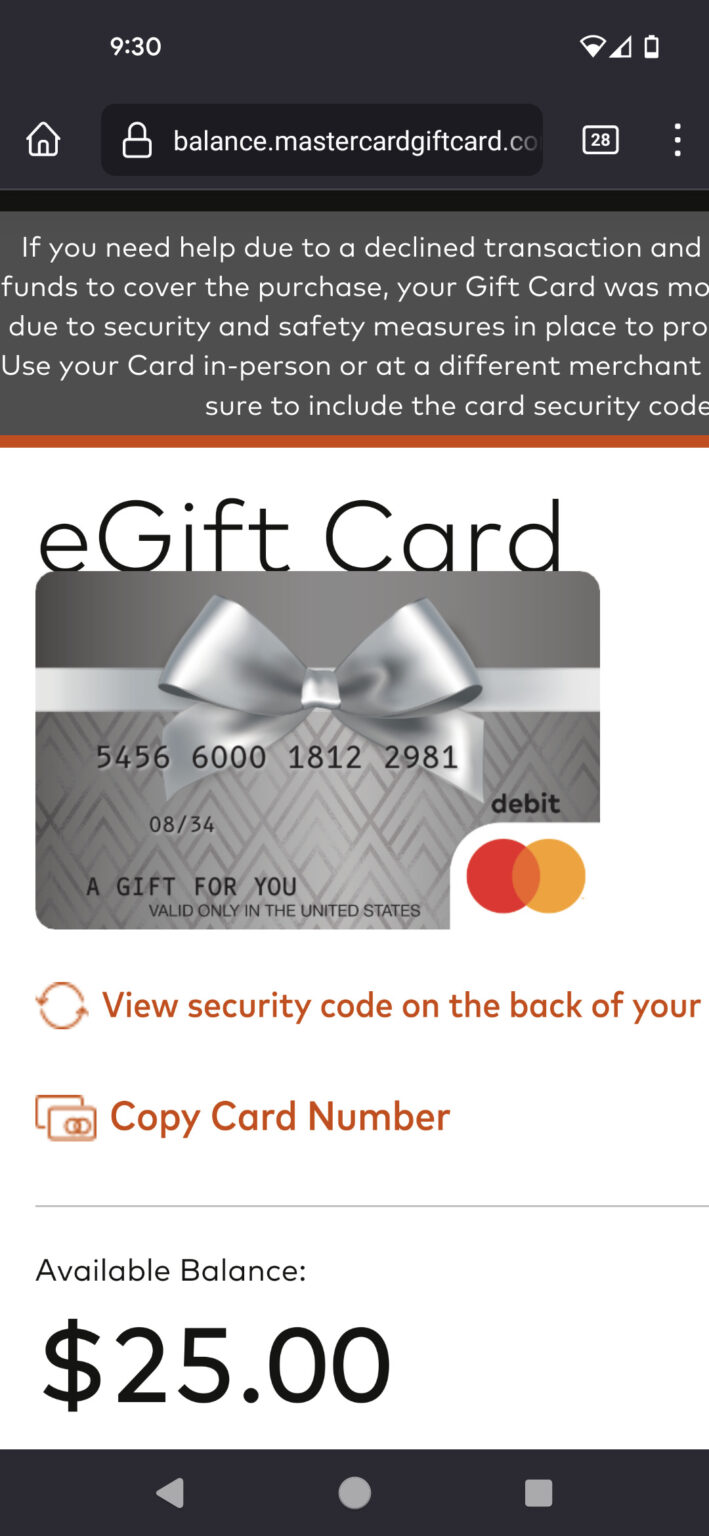 9:30
balance.mastercardgiftcard.co
28
If you need help due to a declined transaction and
funds to cover the purchase, your Gift Card was mo
due to security and safety measures in place to pro
Use your Card in-person or at a different merchant
sure to include the card security code
eGift Card
5456 6000 1812 2981
debit
08/34
A GIFT FOR YOU
VALID ONLY IN THE UNITED STATES
View security code on the back of your
Copy Card Number
Available Balance:
$25.00